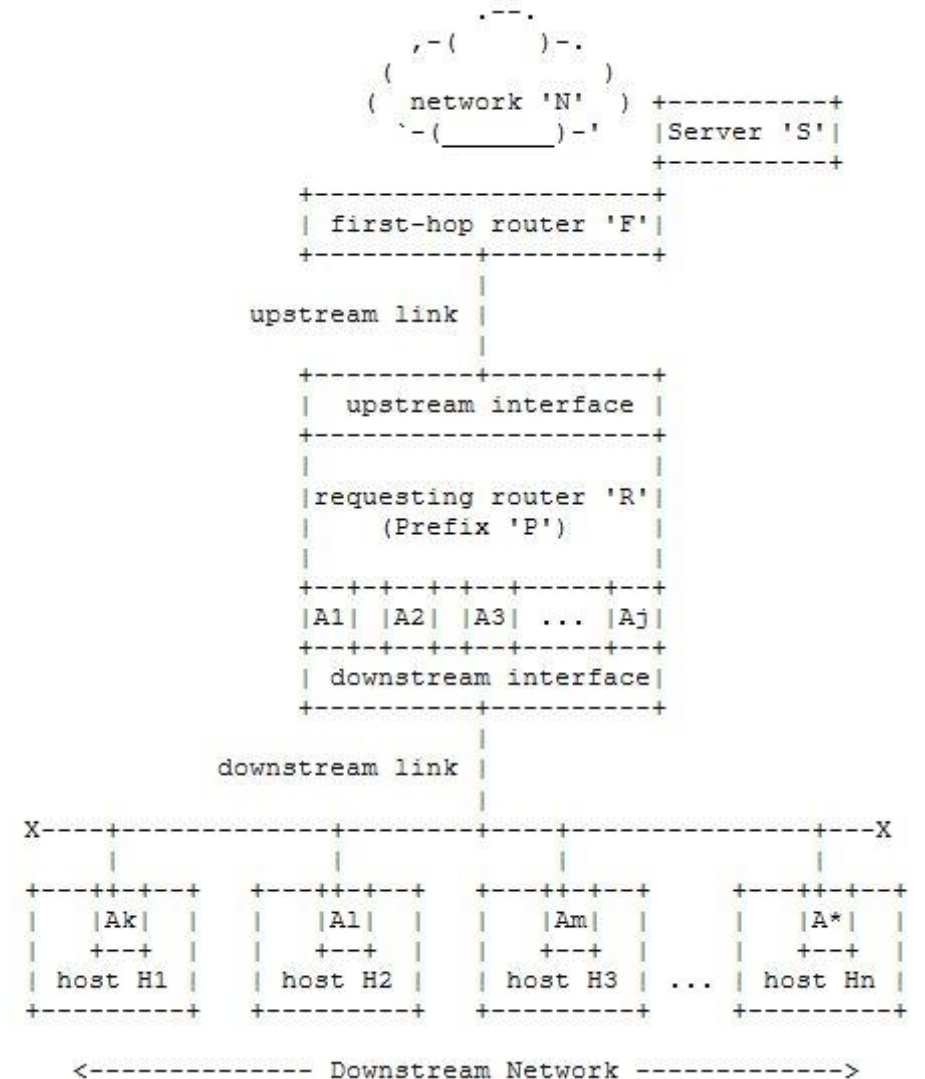 network 'N'
Server 'S'
first-hop router 'F'
upstream link
upstream interface
requesting router 'R'
(Prefix 'P')
A1 A2 A3 ... Aj
downstream interface
downstream link
X X
Ak Al Am A*
host H1 host H2 host H3 ... host Hn
<-------------- Downstream Network ------------->